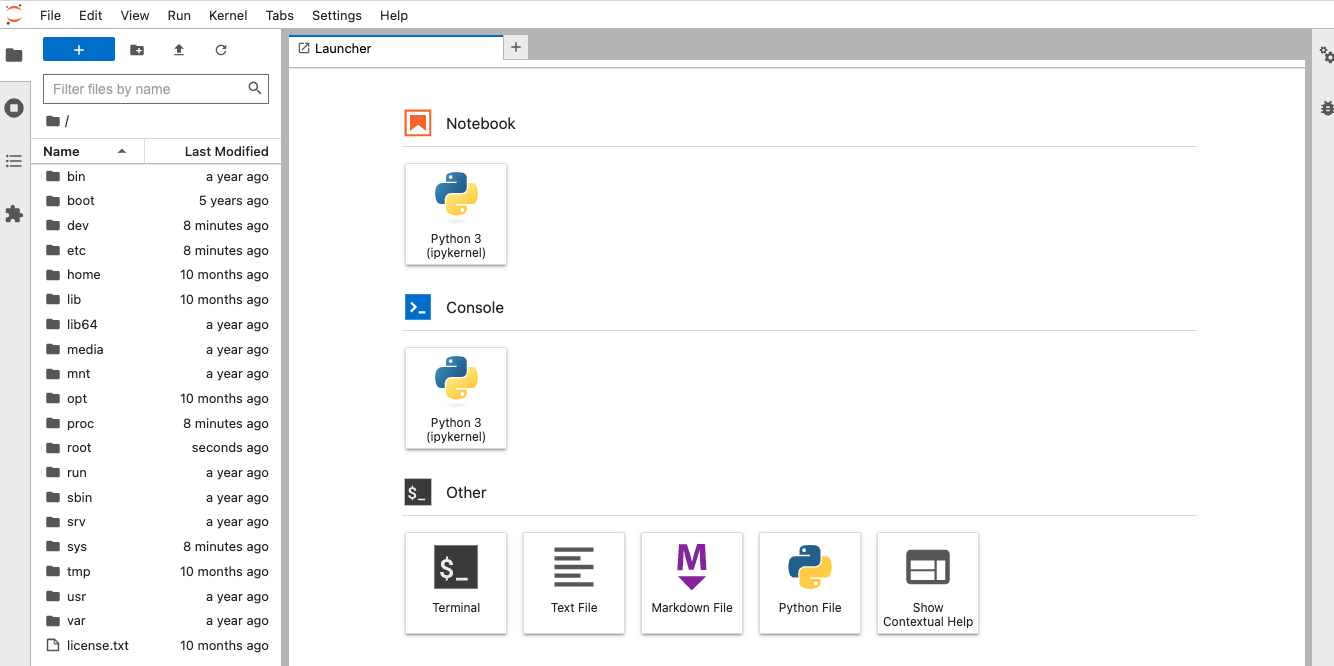 File Edit View Run Kernel Tabs Settings Help
+
Launcher
+
Filter files by name
/
Name Last Modified
bin a year ago
boot 5 years ago
dev 8 minutes ago
etc 8 minutes ago
home 10 months ago
lib 10 months ago
lib64 a year ago
media a year ago
mnt a year ago
opt 10 months ago
proc 8 minutes ago
root seconds ago
run a year ago
sbin a year ago
srv a year ago
sys 8 minutes ago
tmp 10 months ago
usr a year ago
var a year ago
license.txt 10 months ago
Notebook
Python 3
(ipykernel)
>_ Console
Python 3
(ipykernel)
$_ Other
$_
Terminal
Text File
M
Markdown File
Python File
Show
Contextual Help